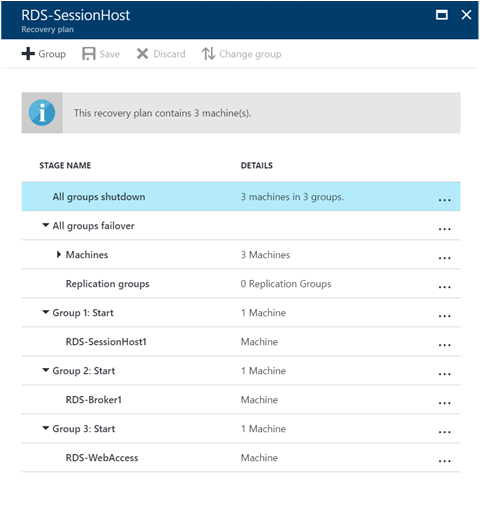 RDS-SessionHost
Recovery plan
Group Save Discard Change group
This recovery plan contains 3 machine(s).
STAGE NAME DETAILS
All groups shutdown 3 machines in 3 groups. ...
All groups failover ...
Machines 3 Machines ...
Replication groups 0 Replication Groups ...
Group 1: Start 1 Machine ...
RDS-SessionHost1 Machine ...
Group 2: Start 1 Machine ...
RDS-Broker1 Machine ...
Group 3: Start 1 Machine ...
RDS-WebAccess Machine ...